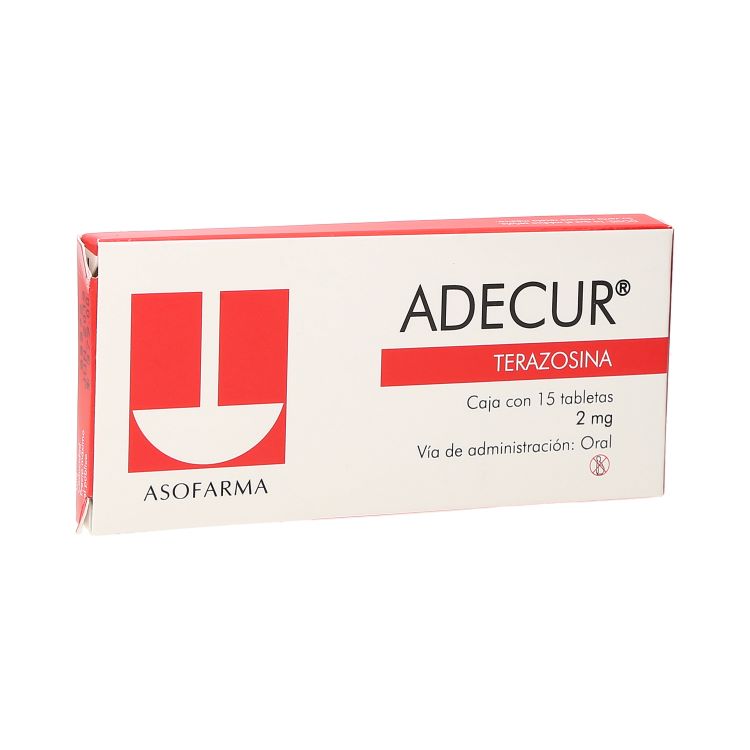 ADECUR®
TERAZOSINA
Caja con 15 tabletas
2 mg
Vía de administración: Oral
ASOFARMA